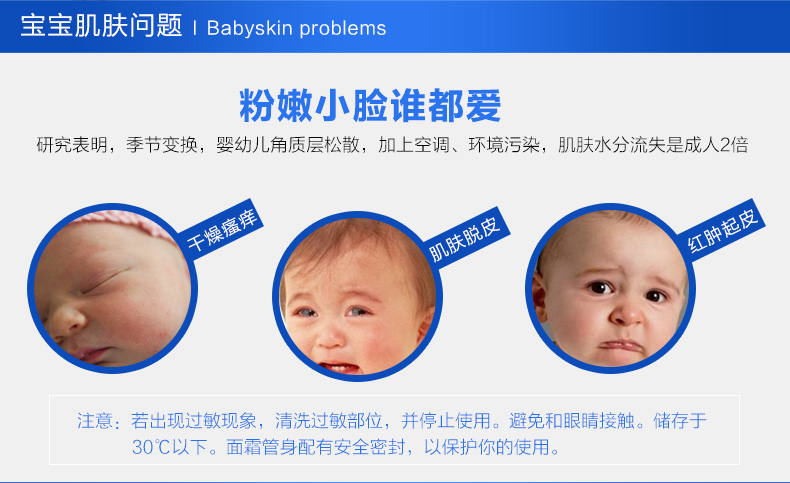 宝宝肌肤问题 | Babyskin problems
粉嫩小脸谁都爱
研究表明，季节变换，婴幼儿角质层松散，加上空调、环境污染，肌肤水分流失是成人2倍
干燥瘙痒
肌肤脱皮
红肿起皮
注意：若出现过敏现象，清洗过敏部位，并停止使用。避免和眼睛接触。储存于
30℃以下。面霜管身配有安全密封，以保护你的使用。